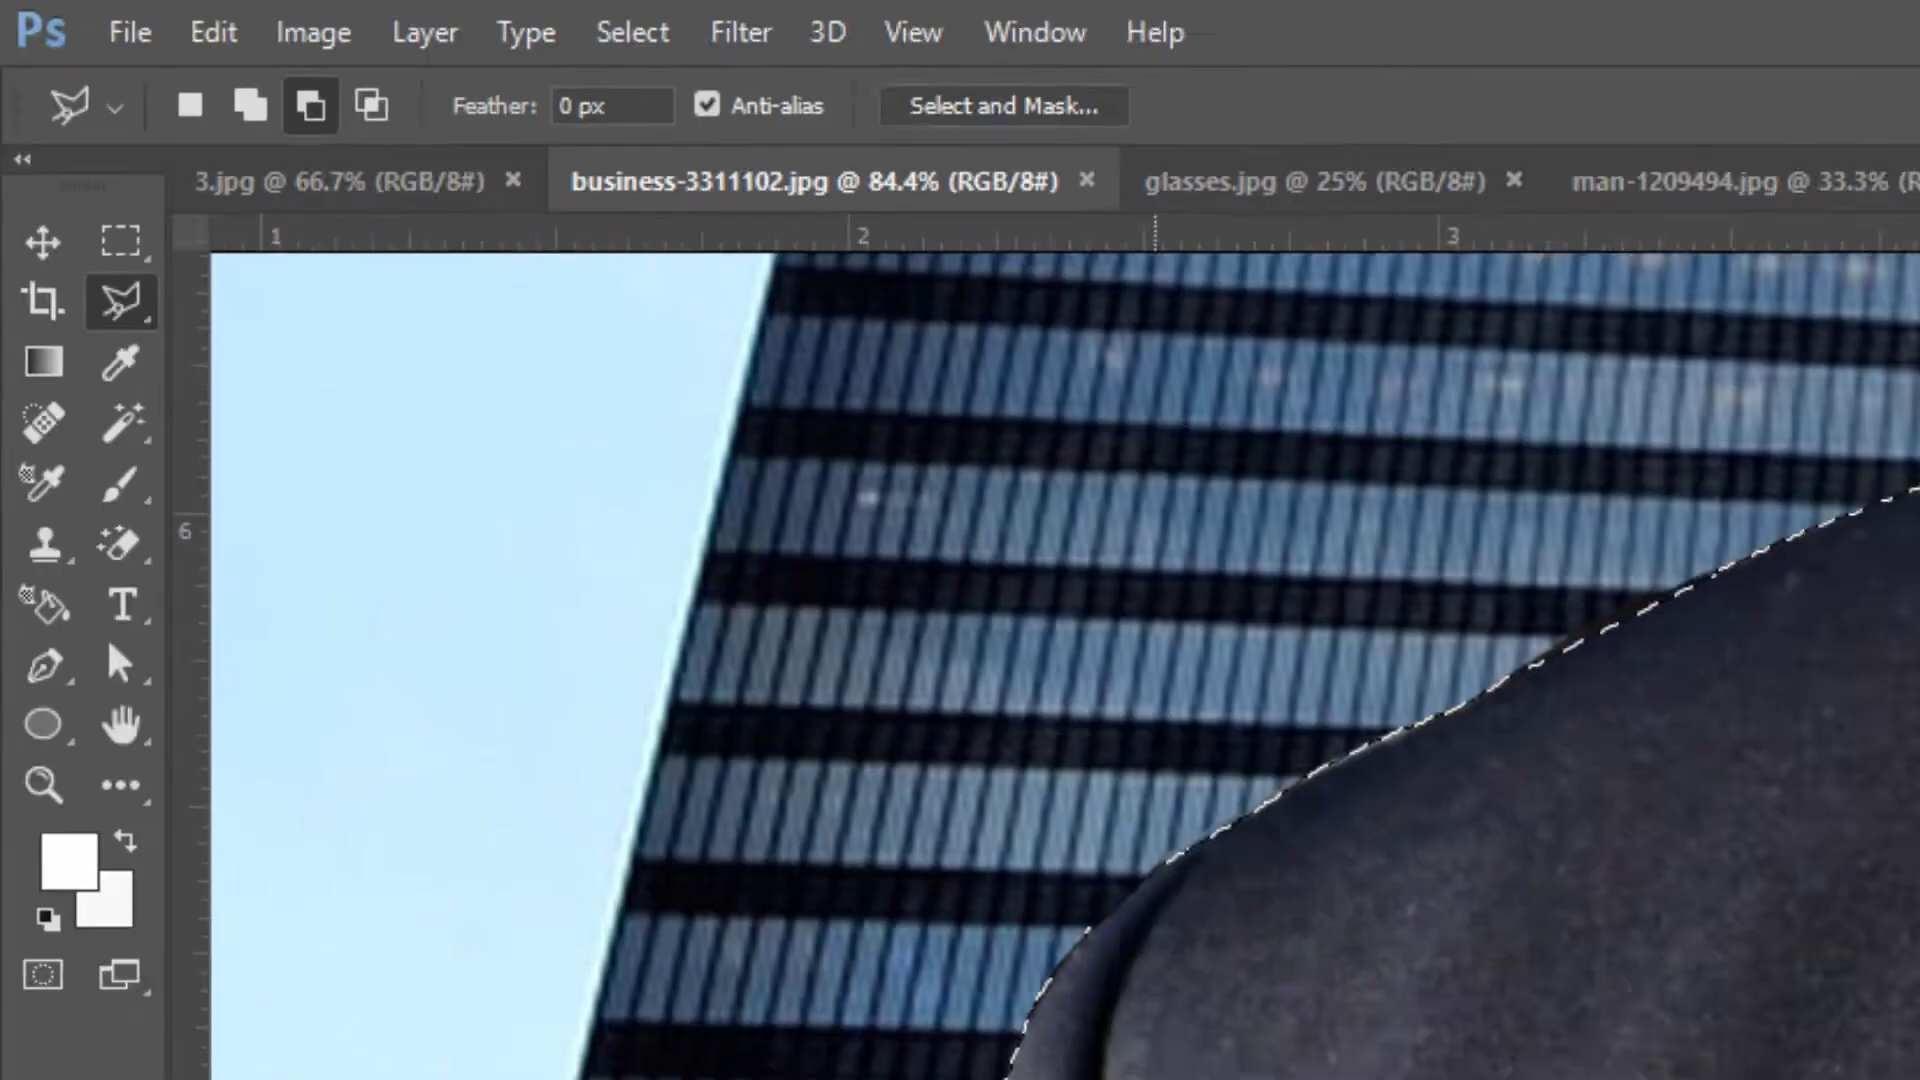 Ps File Edit Image Layer Type Select Filter 3D View Window Help
Feather: 0 px Anti-alias Select and Mask...
3.jpg @ 66.7% (RGB/8#) business-3311102.jpg @ 84.4% (RGB/8#) glasses.jpg @ 25% (RGB/8#) man-1209494.jpg @ 33.3% (R
1 2 3
6
T